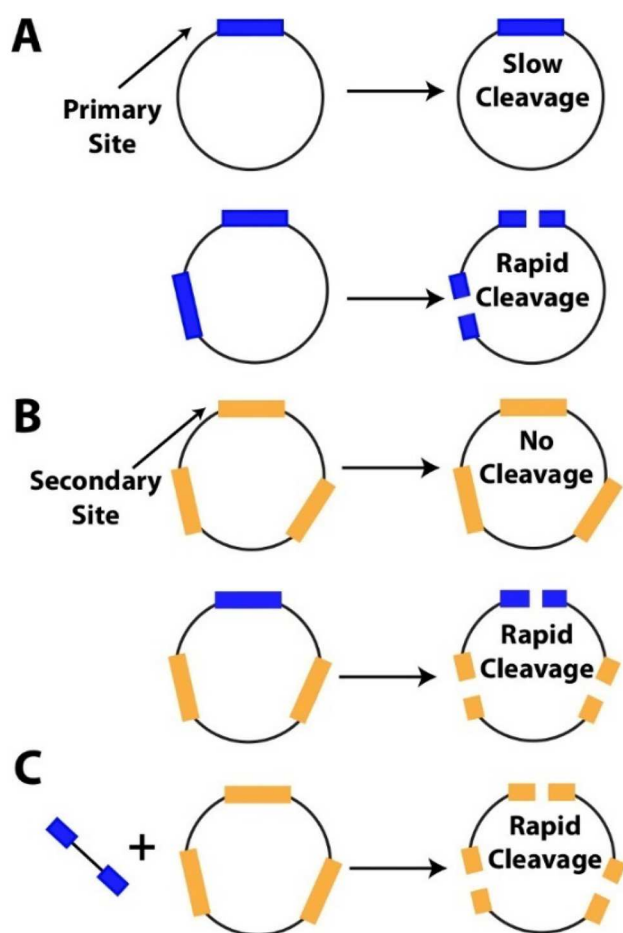 A
Primary
Site
Slow
Cleavage
Rapid
Cleavage
B
Secondary
Site
No
Cleavage
Rapid
Cleavage
C
+
Rapid
Cleavage